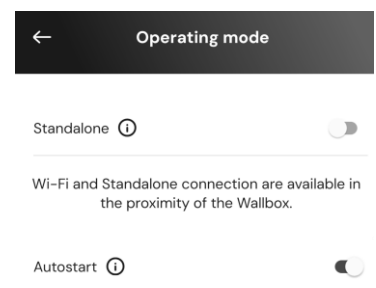 Operating mode
Standalone
Wi-Fi and Standalone connection are available in
the proximity of the Wallbox.
Autostart